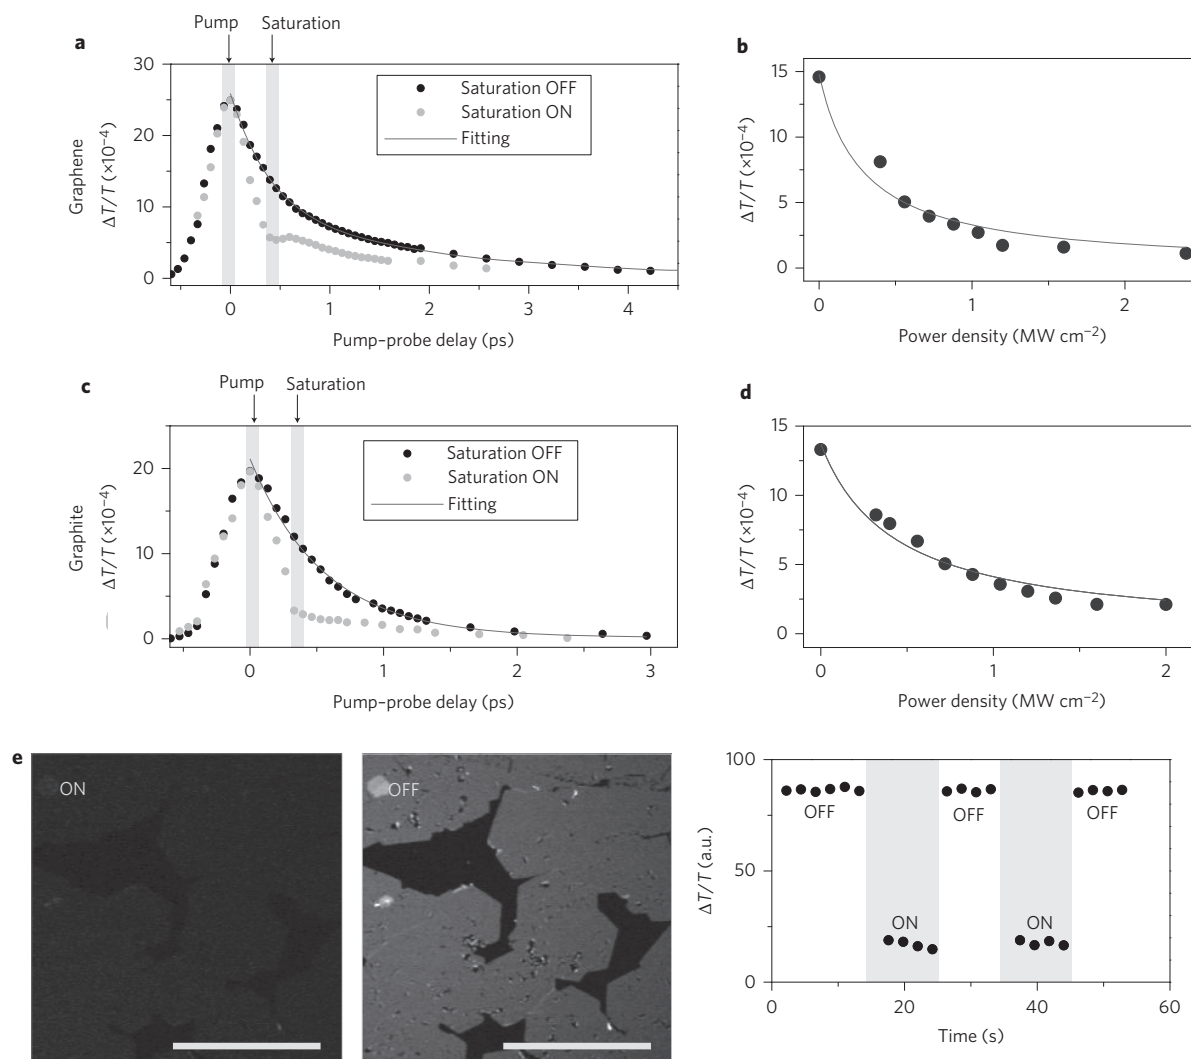 Pump Saturation
a
30
20
10
0
Graphene
ΔT/T (×10⁻⁴)
Saturation OFF
Saturation ON
Fitting
0 1 2 3 4
Pump–probe delay (ps)
b
15
10
5
0
ΔT/T (×10⁻⁴)
0 1 2
Power density (MW cm⁻²)
c
Pump Saturation
20
10
0
Graphite
ΔT/T (×10⁻⁴)
Saturation OFF
Saturation ON
Fitting
0 1 2 3
Pump–probe delay (ps)
d
15
10
5
0
ΔT/T (×10⁻⁴)
0 1 2
Power density (MW cm⁻²)
e
ON
OFF
100
50
0
ΔT/T (a.u.)
OFF OFF OFF
ON ON
0 20 40 60
Time (s)